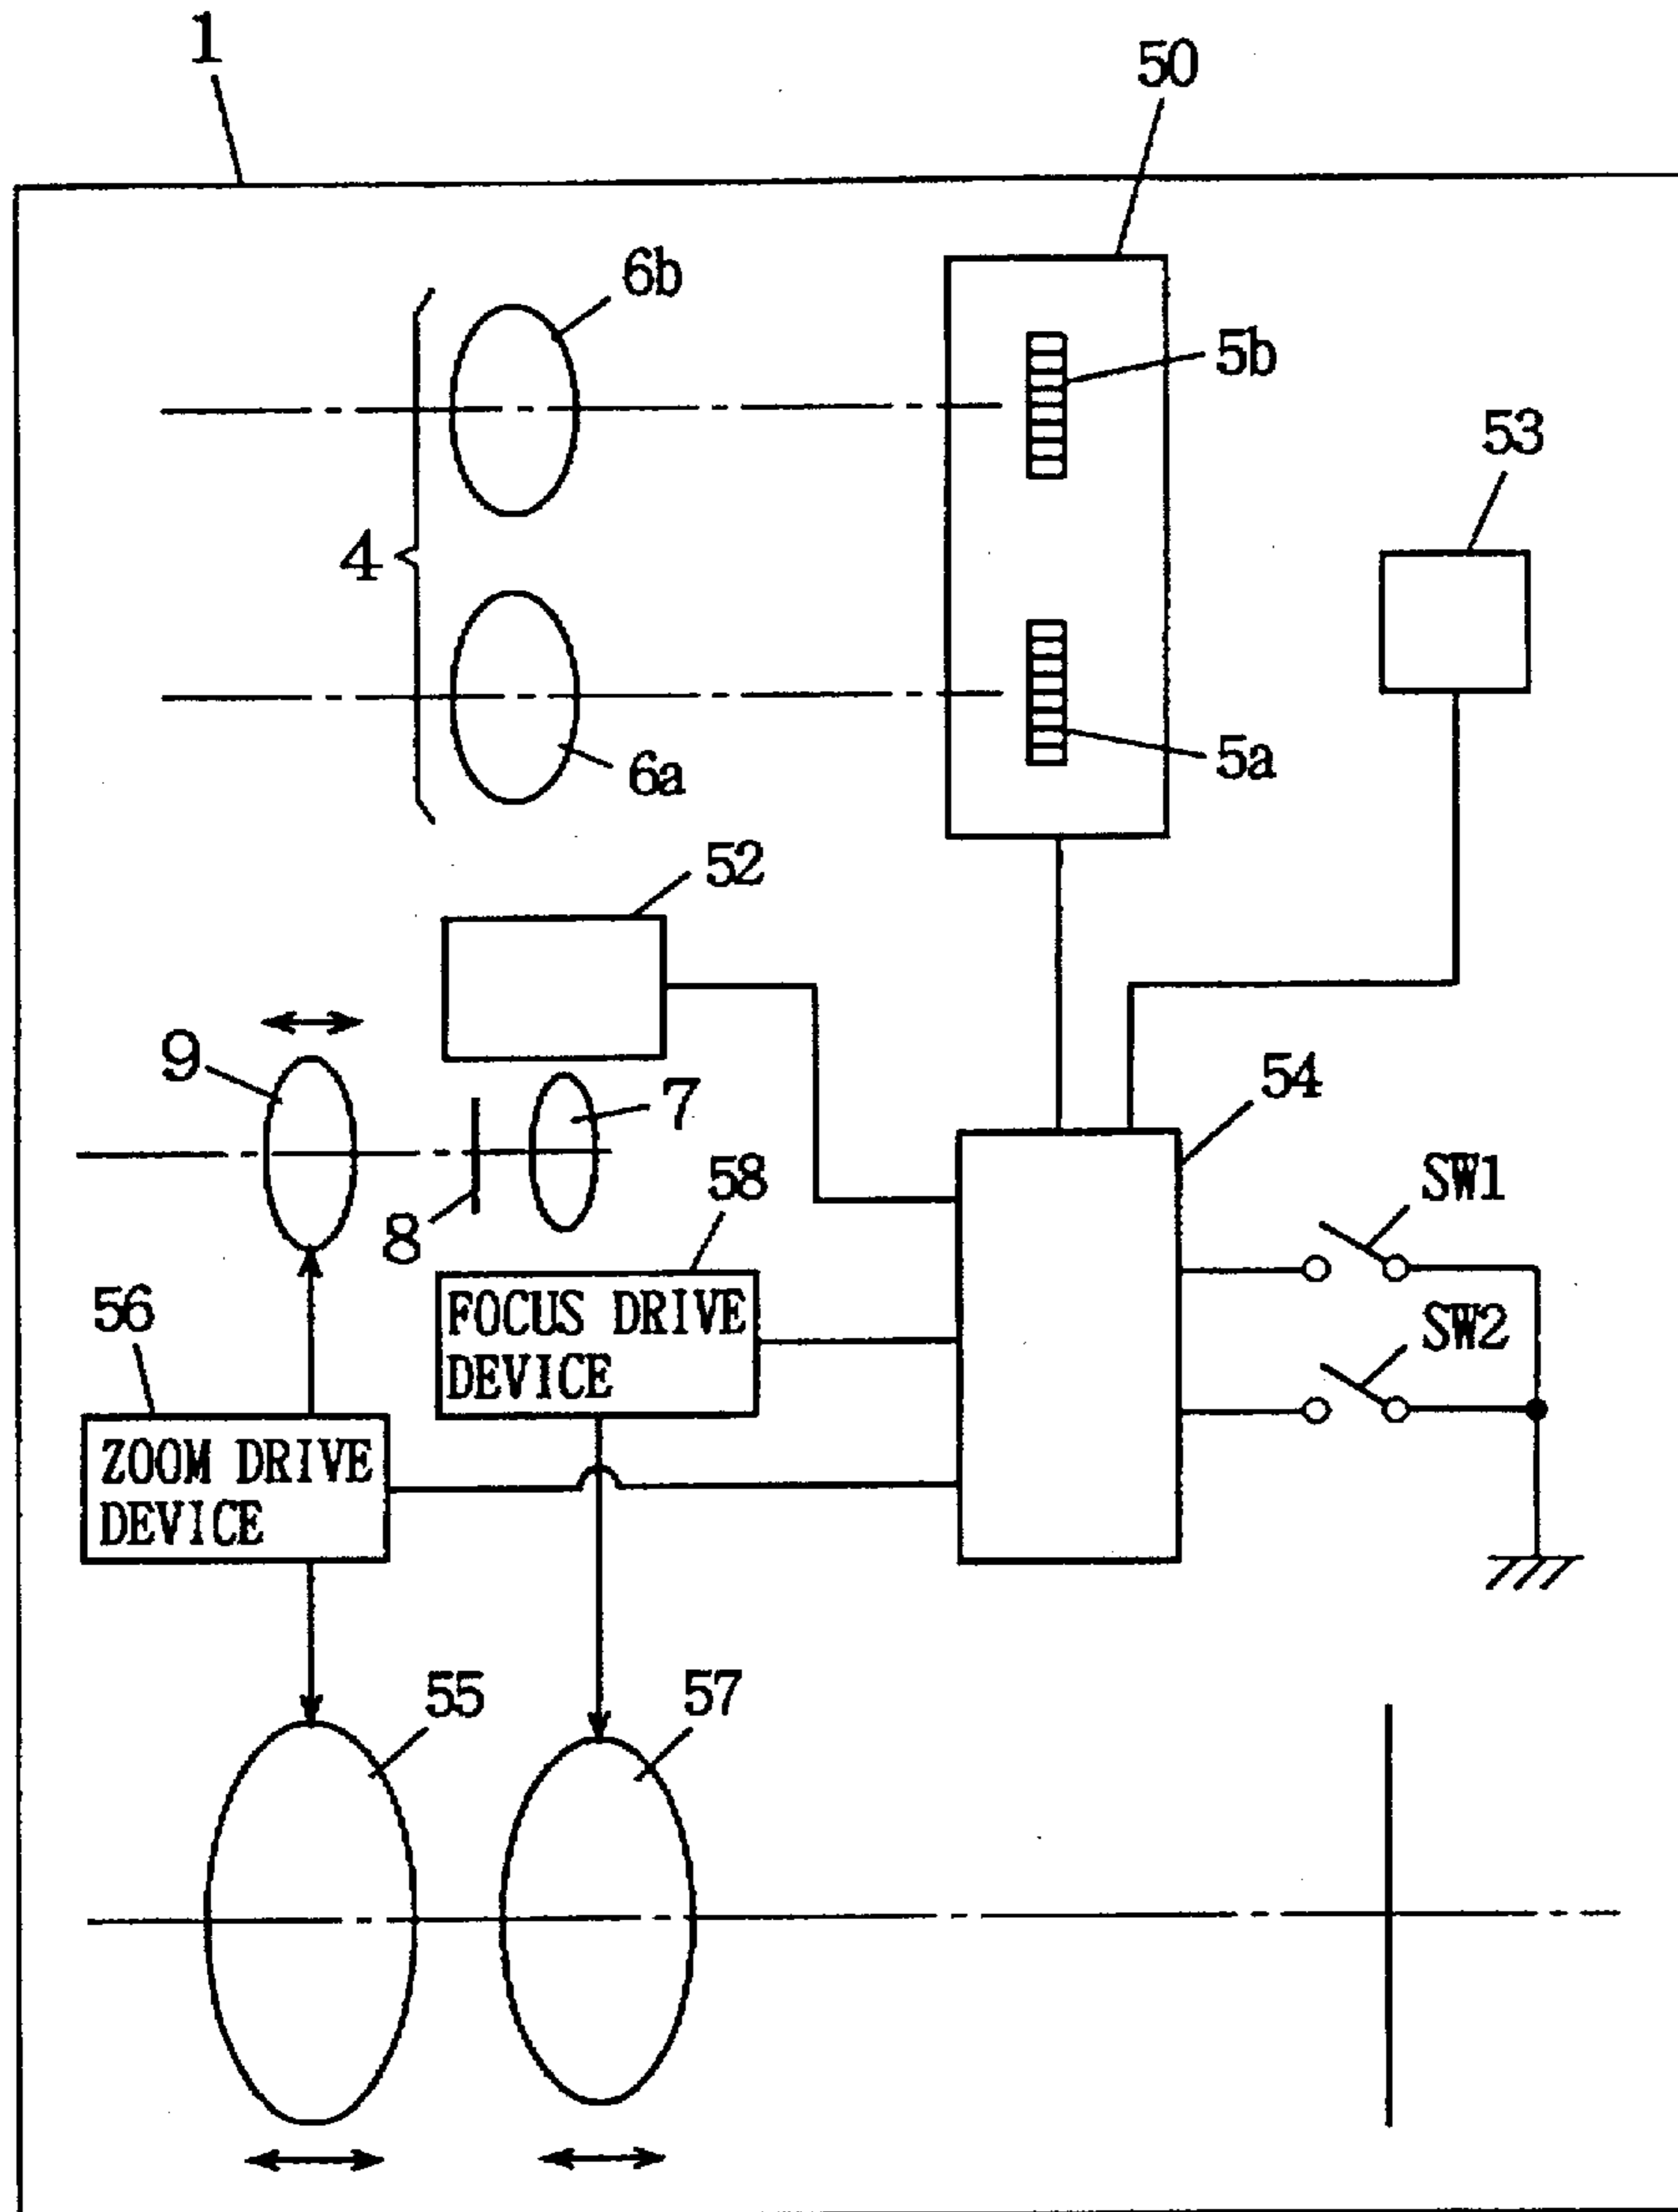 1
50
6b
5b
53
4
6a
5a
52
9
7
54
58
SW1
8
56
FOCUS DRIVE
DEVICE
SW2
ZOOM DRIVE
DEVICE
55
57